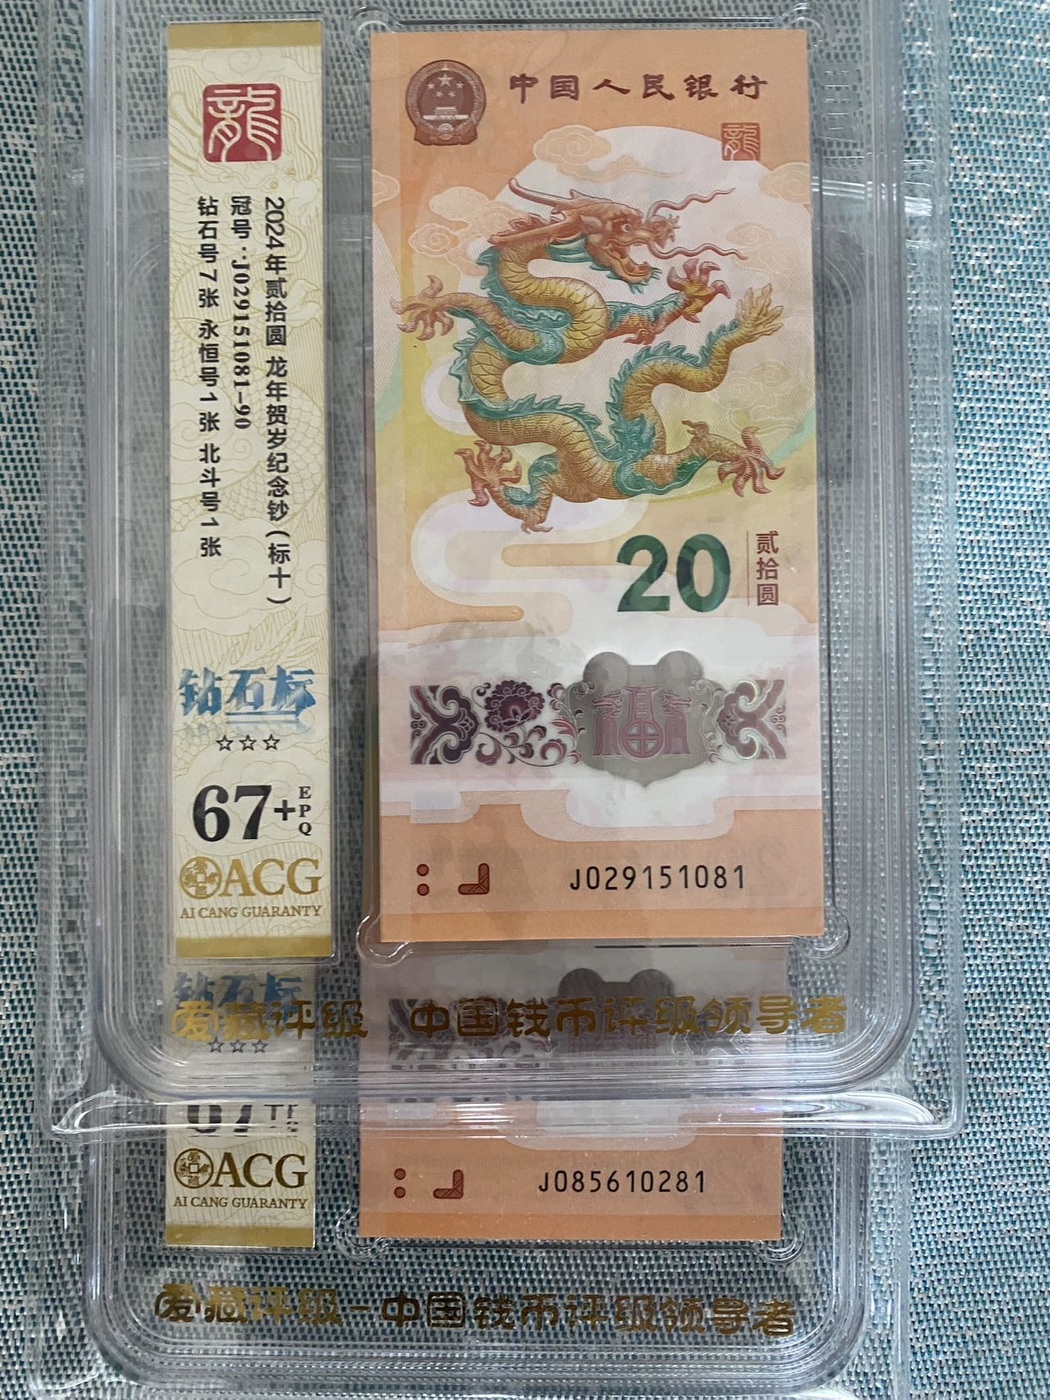 龍
2024年贰拾圆 龙年贺岁纪念钞(标十)
冠号:J029151081-90
钻石号7张 永恒号1张 北斗号1张
钻石标
☆☆☆
67+
EPQ
ACG
AI CANG GUARANTY
中国人民银行
龍
20
贰拾圆
福
J029151081
爱藏评级 中国钱币评级领导者
钻石标
☆☆☆
67
ACG
AI CANG GUARANTY
J085610281
爱藏评级-中国钱币评级领导者